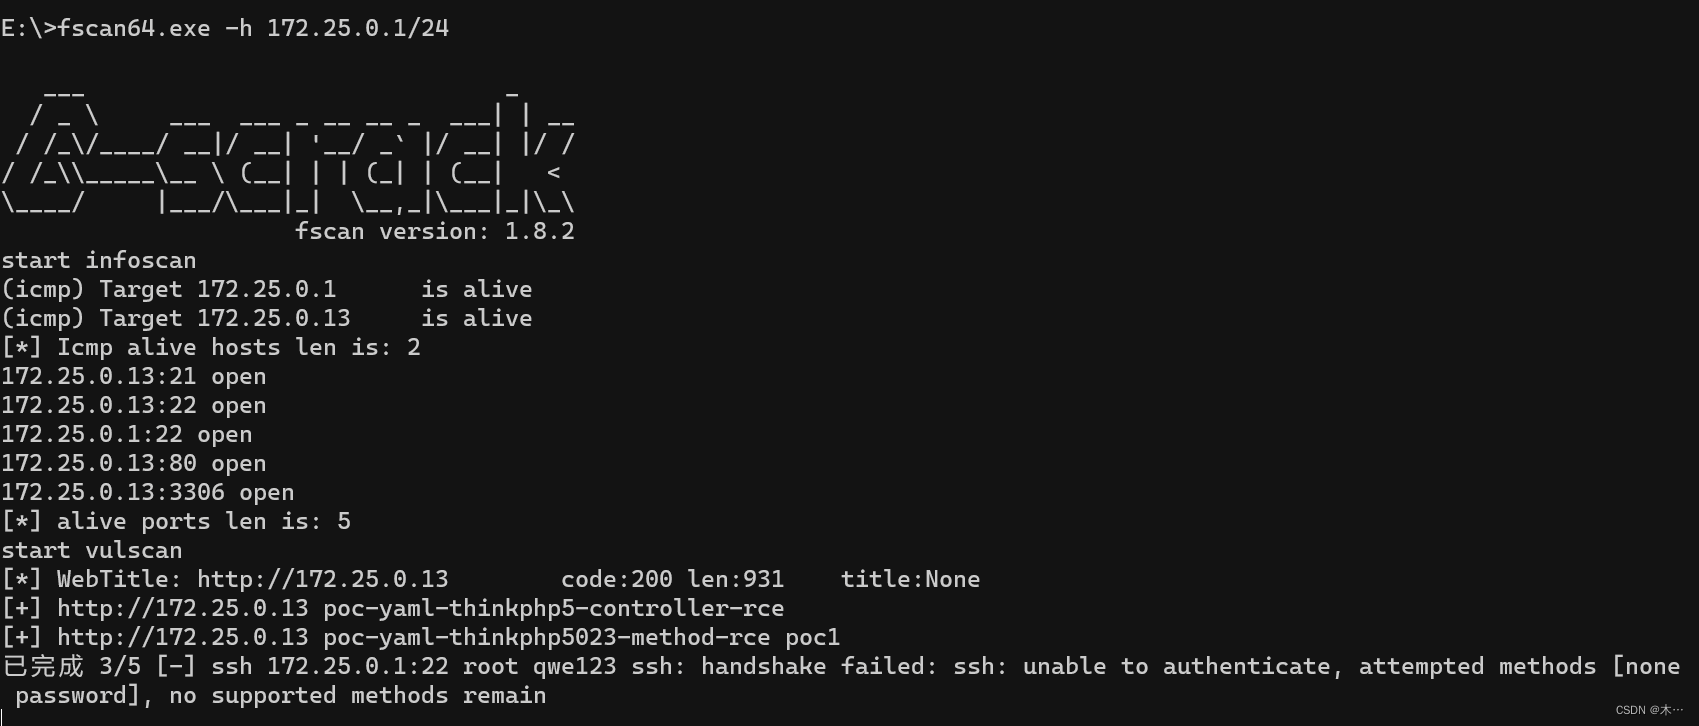 E:\>fscan64.exe -h 172.25.0.1/24
   ___                              _
  / _ \     ___  ___ _ __ __ _  ___| | __
 / /_\/____/ __|/ __| '__/ _` |/ __| |/ /
/ /_\\_____\__ \ (__| | | (_| | (__|   <
\____/     |___/\___|_|  \__,_|\___|_|\_\
                     fscan version: 1.8.2
start infoscan
(icmp) Target 172.25.0.1      is alive
(icmp) Target 172.25.0.13     is alive
[*] Icmp alive hosts len is: 2
172.25.0.13:21 open
172.25.0.13:22 open
172.25.0.1:22 open
172.25.0.13:80 open
172.25.0.13:3306 open
[*] alive ports len is: 5
start vulscan
[*] WebTitle: http://172.25.0.13        code:200 len:931    title:None
[+] http://172.25.0.13 poc-yaml-thinkphp5-controller-rce
[+] http://172.25.0.13 poc-yaml-thinkphp5023-method-rce poc1
已完成 3/5 [-] ssh 172.25.0.1:22 root qwe123 ssh: handshake failed: ssh: unable to authenticate, attempted methods [none
 password], no supported methods remain
CSDN @木…